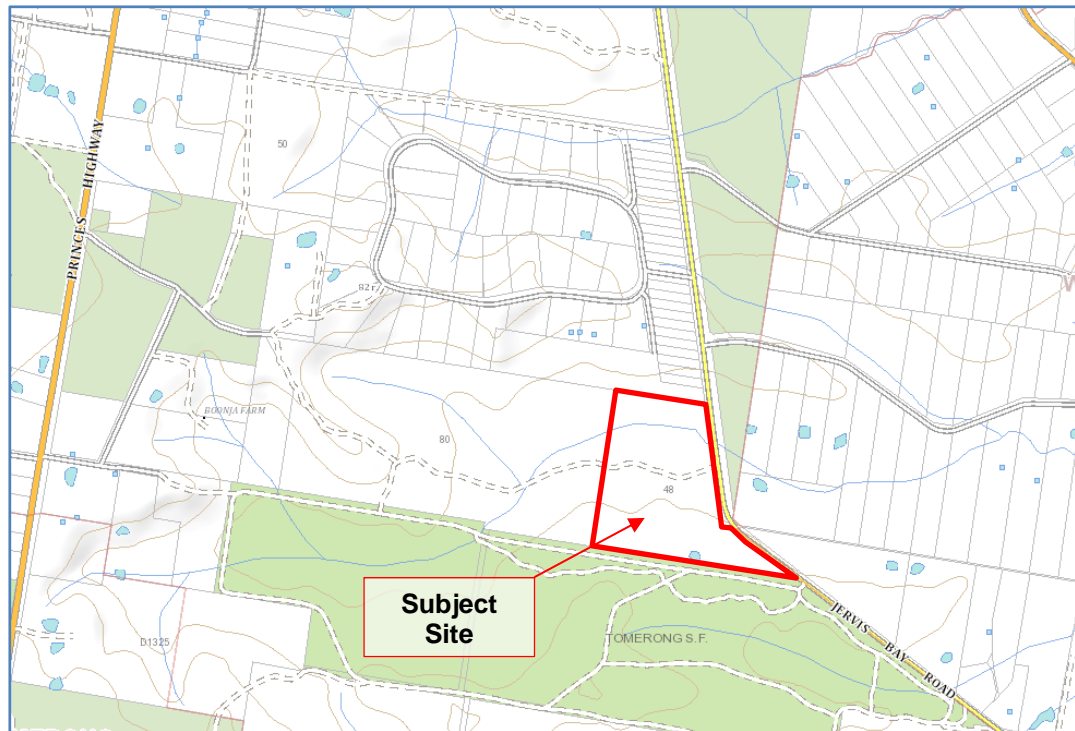 50
PRINCES HIGHWAY
82
BOONJA FARM
80
48
Subject
Site
D1325
TOMERONG S.F.
JERVIS BAY ROAD
W